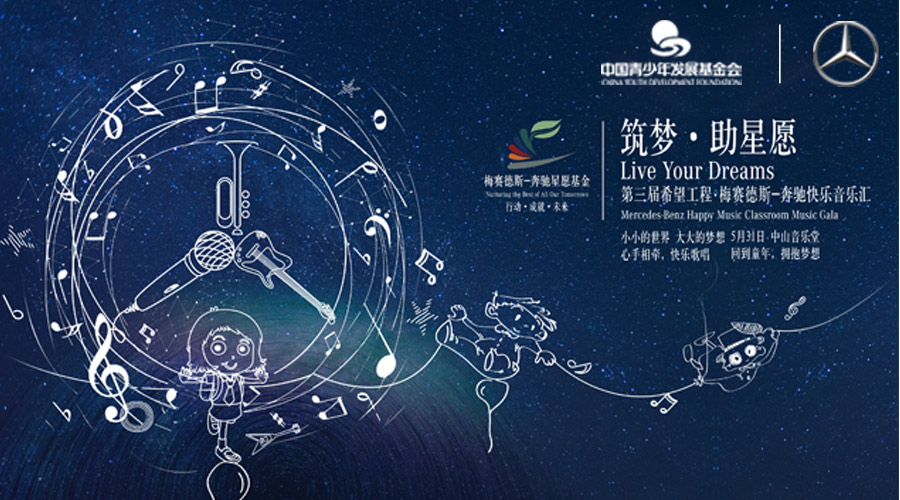 中国青少年发展基金会
CHINA YOUTH DEVELOPMENT FOUNDATION
梅赛德斯-奔驰星愿基金
Nurturing the Best of All Our Tomorrows
行动·成就·未来
筑梦·助星愿
Live Your Dreams
第三届希望工程·梅赛德斯-奔驰快乐音乐汇
Mercedes-Benz Happy Music Classroom Music Gala
小小的世界 大大的梦想 5月31日 中山音乐堂
心手相牵，快乐歌唱 回到童年，拥抱梦想